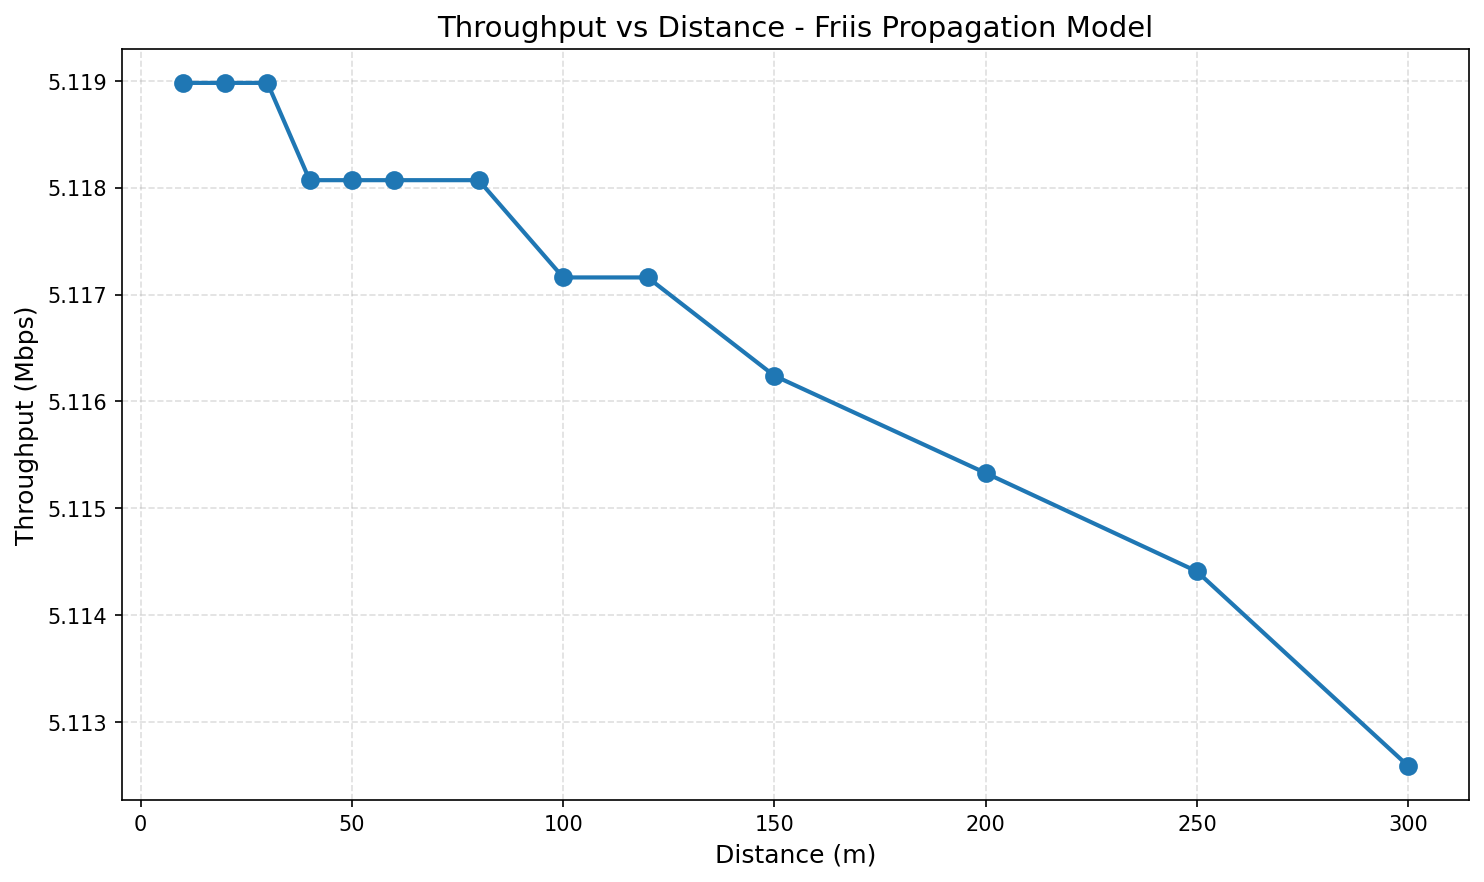 Throughput vs Distance - Friis Propagation Model
Throughput (Mbps)
5.119
5.118
5.117
5.116
5.115
5.114
5.113
0 50 100 150 200 250 300
Distance (m)